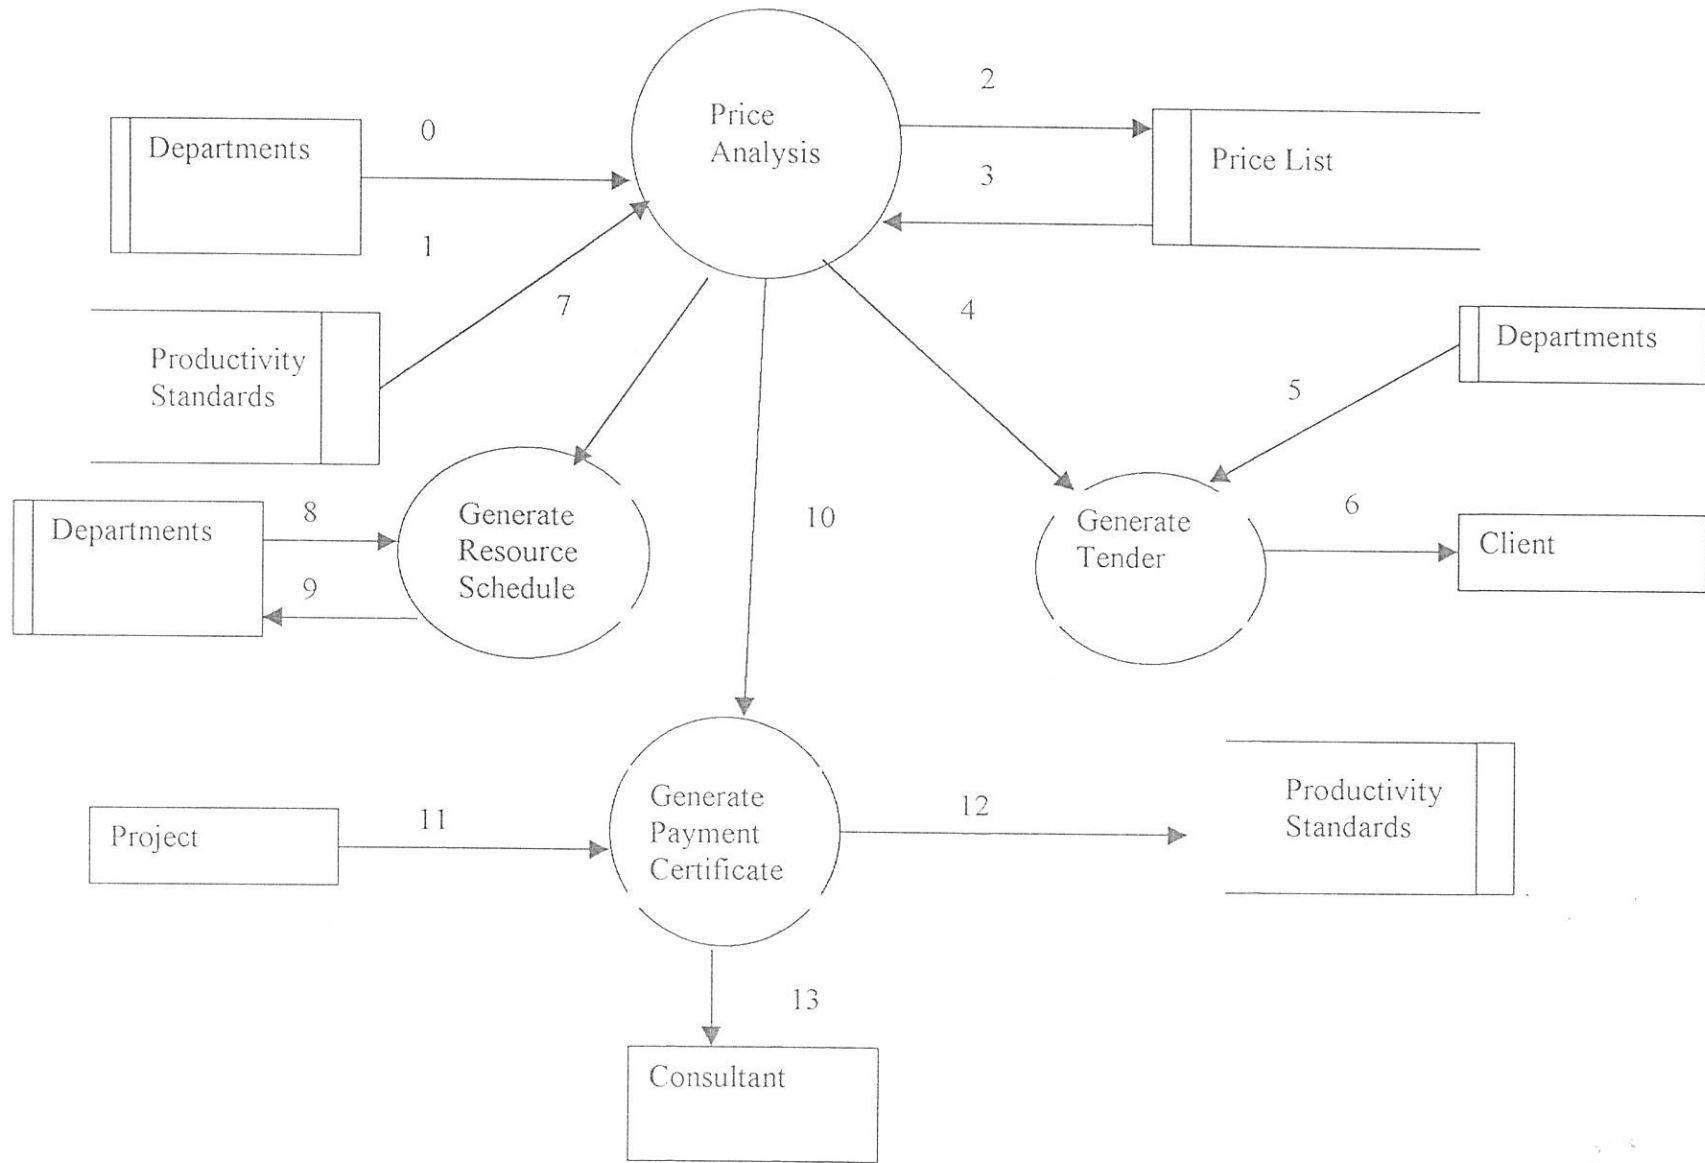 Price
Analysis
2
0
Departments
Price List
3
1
7
4
Productivity
Standards
Departments
5
8
Departments
9
Generate
Resource
Schedule
10
Generate
Tender
6
Client
Project
11
Generate
Payment
Certificate
12
Productivity
Standards
13
Consultant